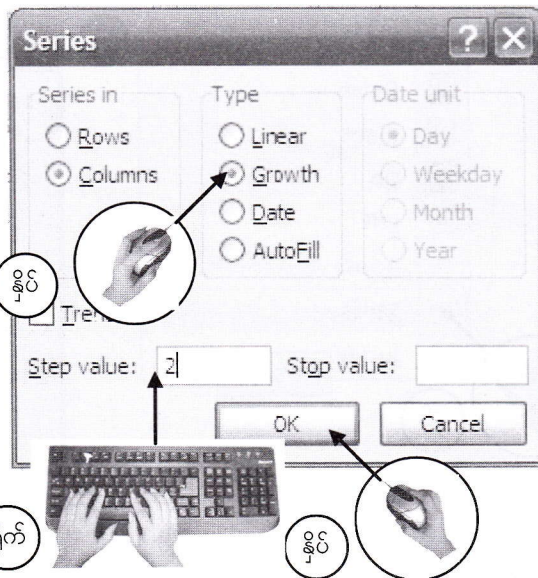 Series
Series in
Type
Date unit
Rows
Linear
Day
Columns
Growth
Weekday
Date
Month
AutoFill
Year
နှိပ်
Step value:
2
Stop value:
OK
Cancel
နှိပ်